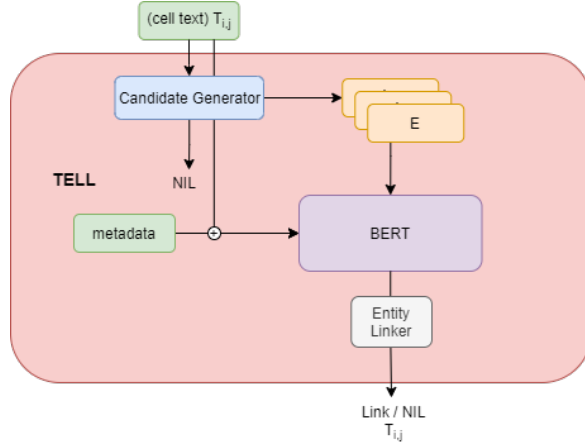 (cell text) Ti,j
Candidate Generator
E
NIL
TELL
metadata
+
BERT
Entity
Linker
Link / NIL
Ti,j